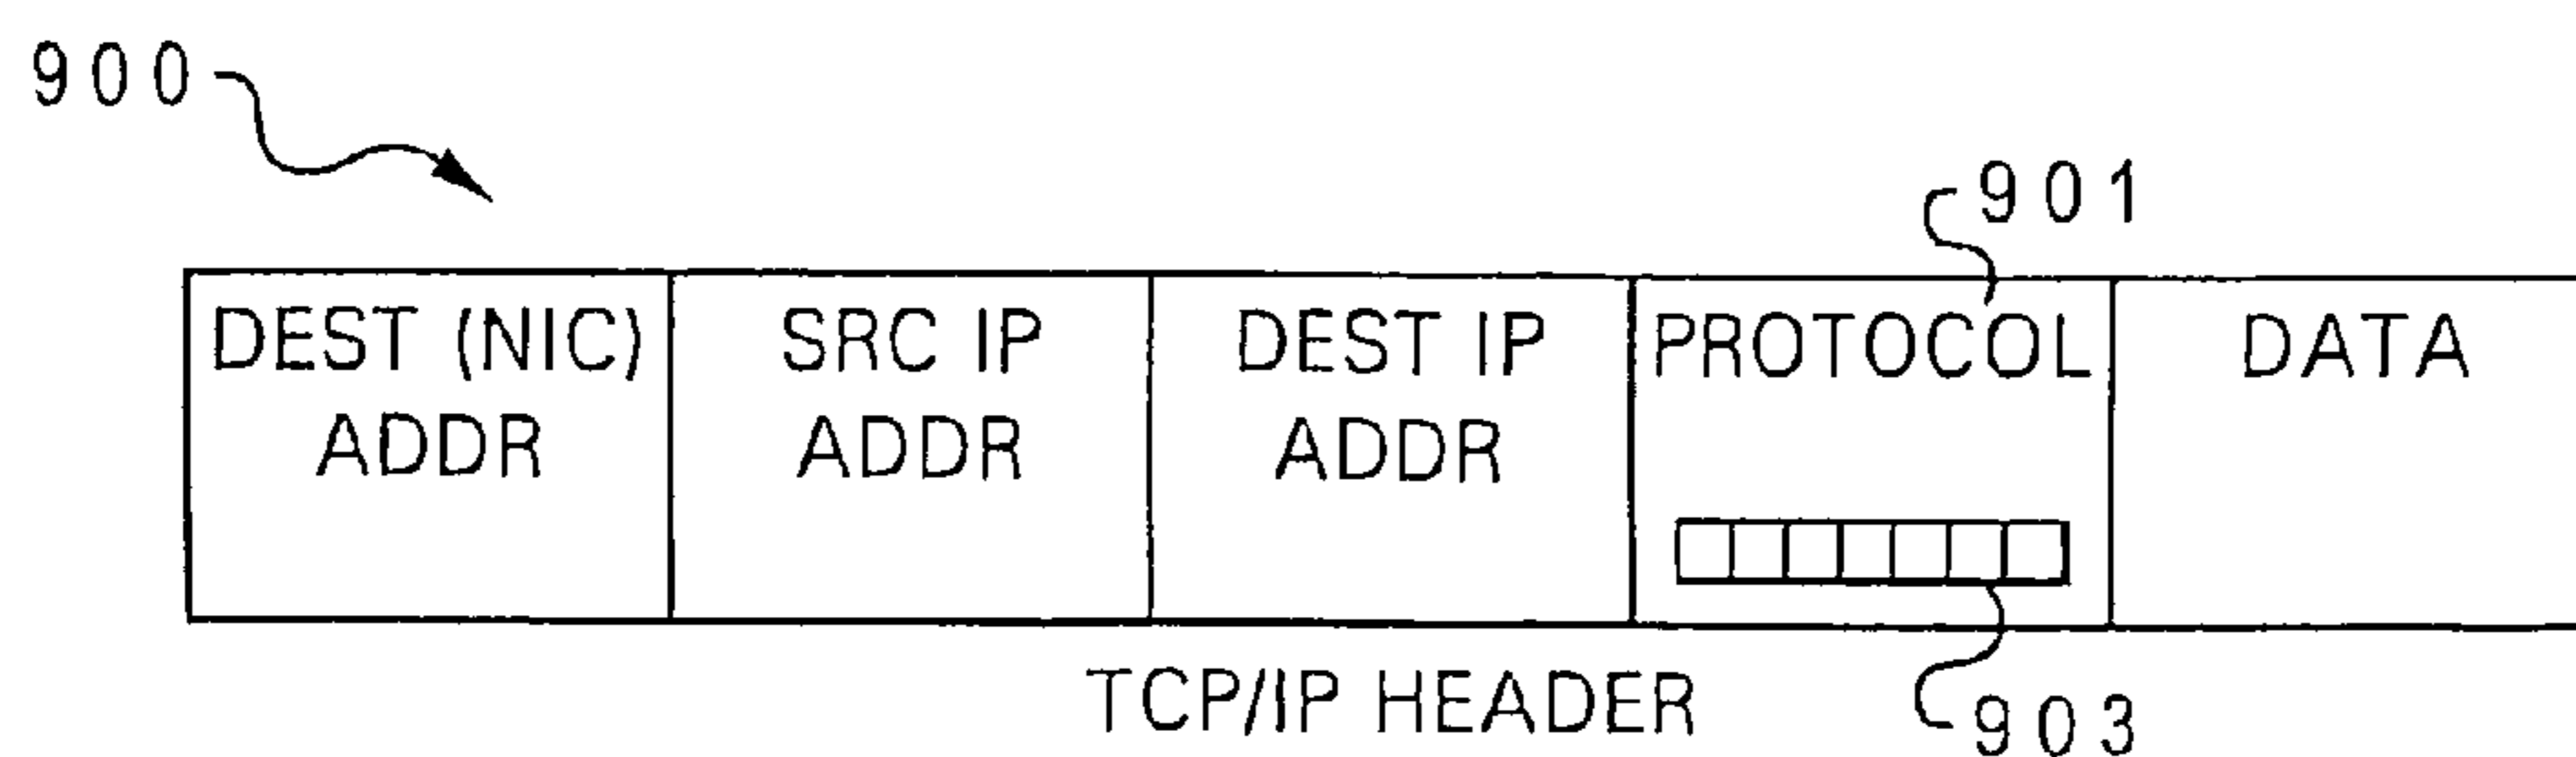 900
901
DEST (NIC)
ADDR
SRC IP
ADDR
DEST IP
ADDR
PROTOCOL
DATA
TCP/IP HEADER
903